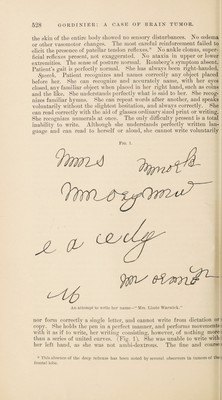 528 GORDINIER: A CASE OF BRAIN TUMOR.
the skin of the entire body showed no sensory disturbances. No oedema
or other vasomotor changes. The most careful reinforcement failed to
elicit the presence of patellar tendon reflexes.* No ankle clonus, super-
ficial reflexes present, not exaggerated. No ataxia in upper or lower
extremities. The sense of posture normal. Romberg's symptom absent.
Patient's gait perfectly normal. She has always been right-handed.
Speech. Patient recognizes and names correctly any object placed
before her. She can recognize and accurately name, with her eyes
closed, any familiar object when placed in her right hand, such as coins
and the like. She understands perfectly what is said to her. She recog-
nizes familiar hymns. She can repeat words after another, and speaks
voluntarily without the slightest hesitation, and always correctly. She
can read correctly with the aid of glasses ordinary sized print or writing.
She recognizes numerals at once. The only difficulty present is a total
inability to write. Although she understands perfectly written lan-
guage and can read to herself or aloud, she cannot write voluntarily
FIG. 1.
An attempt to write her name—"Mrs. Lizzie Warwick."
nor form correctly a single letter, and cannot write from dictation or
copy. She holds the pen in a perfect manner, and performs movements
with it as if to write, her writing consisting, however, of nothing more
than a series of united curves. (Fig. 1). She was unable to write with
her left hand, as she was not ambi-dextrous. The fine and coarse
* This absence of the deep reflexes has been noted by several observers in tumors of the
frontal lobe.